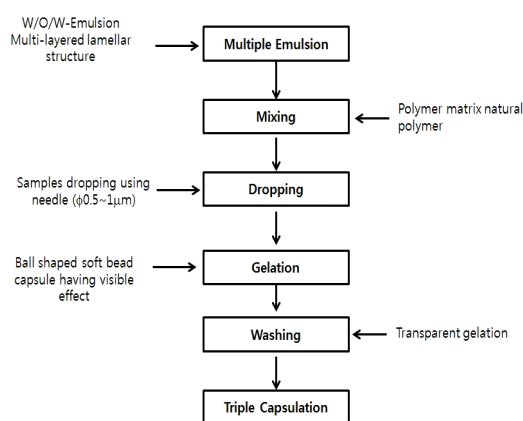 W/O/W-Emulsion
Multi-layered lamellar
structure
Multiple Emulsion
Mixing
Polymer matrix natural
polymer
Samples dropping using
needle (ϕ0.5~1μm)
Dropping
Ball shaped soft bead
capsule having visible
effect
Gelation
Washing
Transparent gelation
Triple Capsulation